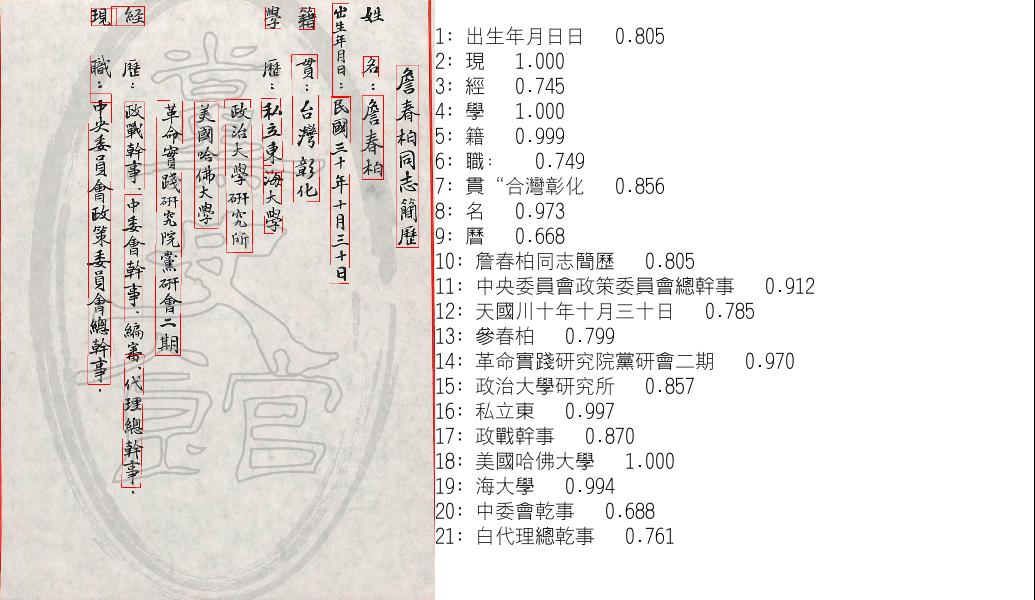 詹春柏同志簡歷
姓名：詹春柏
出生年月日：民國三十年十月三十日
籍貫：台灣彰化
學歷：私立東海大學
政治大學研究所
美國哈佛大學
革命實踐研究院黨研會二期
經歷：政戰幹事、中委會幹事、編審、代理總幹事．
現職：中央委員會政策委員會總幹事．
1: 出生年月日日 0.805
2: 現 1.000
3: 經 0.745
4: 學 1.000
5: 籍 0.999
6: 職： 0.749
7: 貫“台灣彰化 0.856
8: 名 0.973
9: 曆 0.668
10: 詹春柏同志簡歷 0.805
11: 中央委員會政策委員會總幹事 0.912
12: 天國川十年十月三十日 0.785
13: 參春柏 0.799
14: 革命實踐研究院黨研會二期 0.970
15: 政治大學研究所 0.857
16: 私立東 0.997
17: 政戰幹事 0.870
18: 美國哈佛大學 1.000
19: 海大學 0.994
20: 中委會乾事 0.688
21: 白代理總乾事 0.761